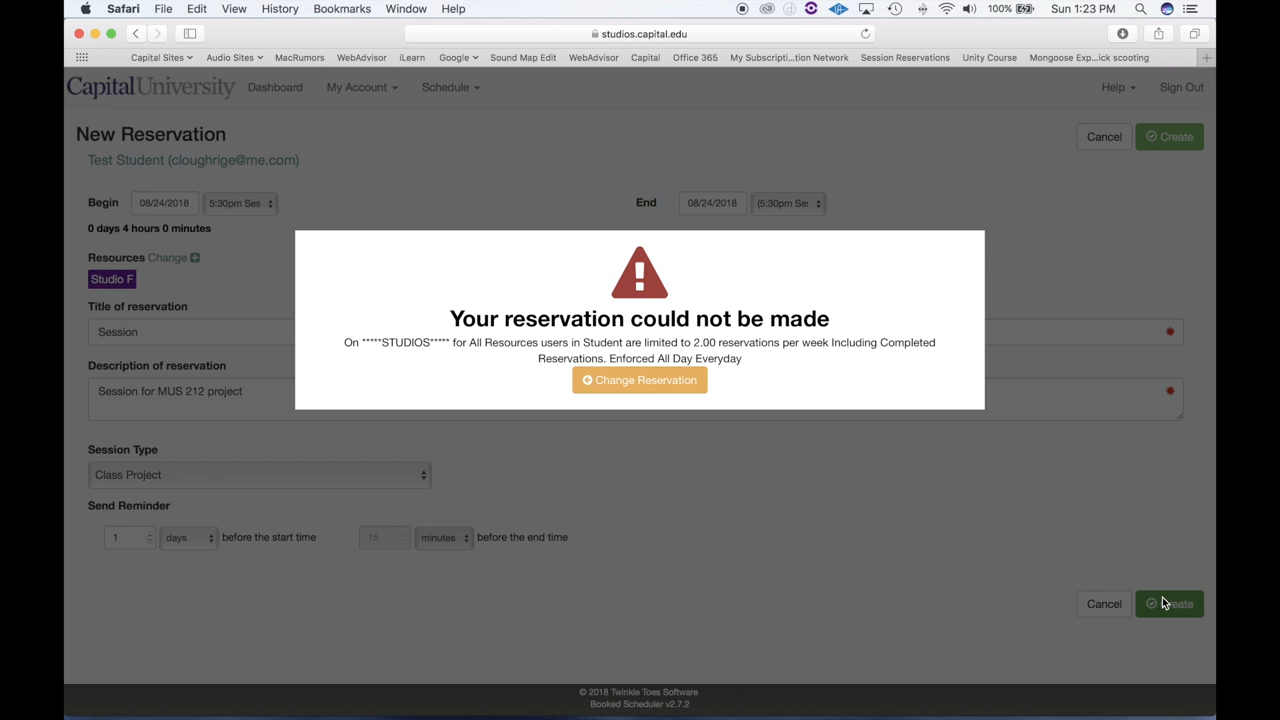 Safari File Edit View History Bookmarks Window Help 100% Sun 1:23 PM
studios.capital.edu
Capital Sites Audio Sites MacRumors WebAdvisor iLearn Google Sound Map Edit WebAdvisor Capital Office 365 My Subscripti...tion Network Session Reservations Unity Course Mongoose Exp...ick scooting
CapitalUniversity Dashboard My Account Schedule Help Sign Out
New Reservation Cancel Create
Test Student (cloughrige@me.com)
Begin 08/24/2018 5:30pm Ses End 08/24/2018 (5:30pm Se
0 days 4 hours 0 minutes
Resources Change
Studio F
Title of reservation
Session
Description of reservation
Session for MUS 212 project
Your reservation could not be made
On *****STUDIOS***** for All Resources users in Student are limited to 2.00 reservations per week Including Completed
Reservations. Enforced All Day Everyday
Change Reservation
Session Type
Class Project
Send Reminder
1 days before the start time 15 minutes before the end time
Cancel Create
© 2018 Twinkle Toes Software
Booked Scheduler v2.7.2